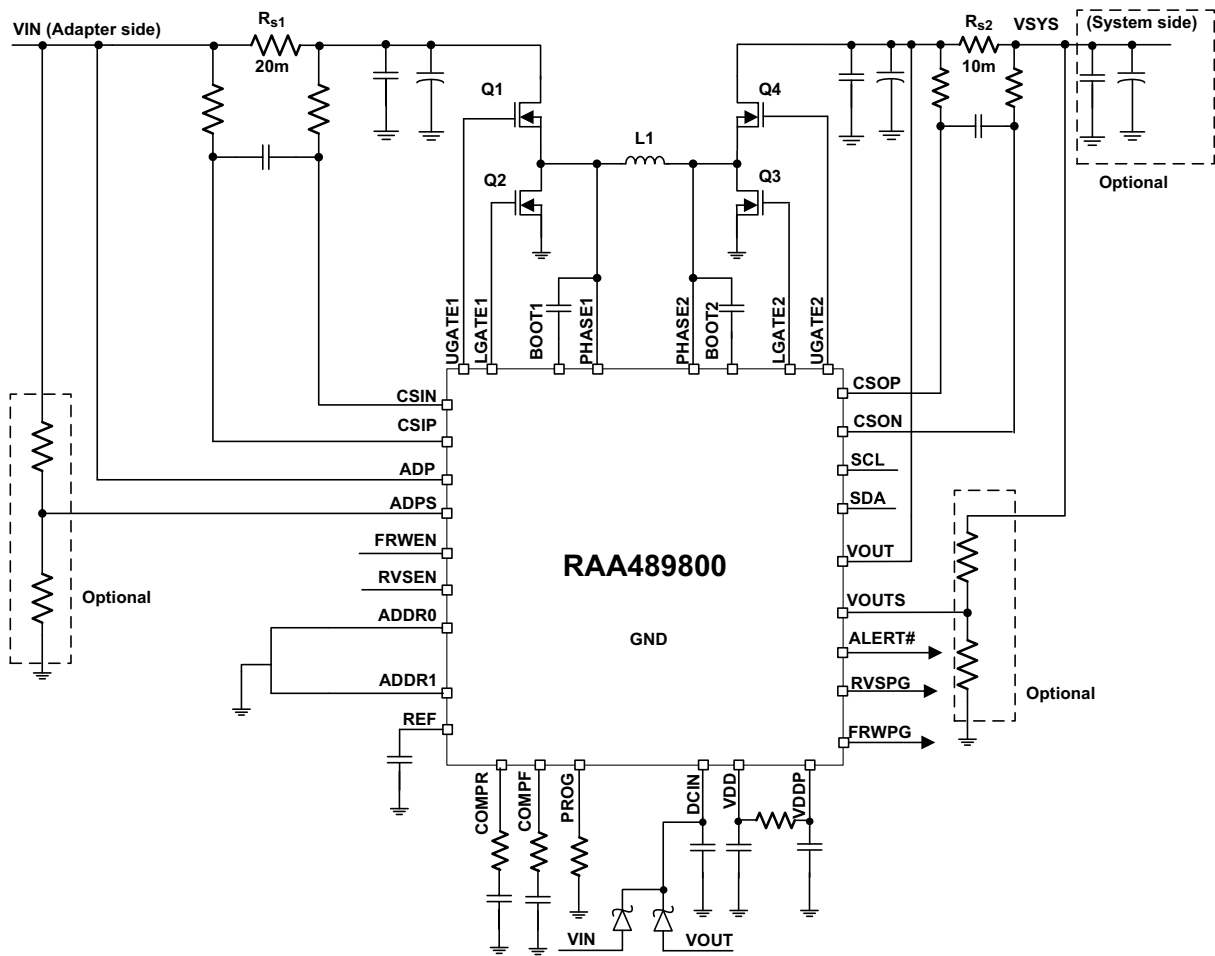 VIN (Adapter side)
Rs1
20m
Rs2
10m
VSYS
(System side)
Optional
Q1
Q4
L1
Q2
Q3
UGATE1
LGATE1
BOOT1
PHASE1
PHASE2
BOOT2
LGATE2
UGATE2
CSIN
CSIP
ADP
ADPS
FRWEN
RVSEN
ADDR0
ADDR1
REF
Optional
RAA489800
GND
CSOP
CSON
SCL
SDA
VOUT
VOUTS
ALERT#
RVSPG
FRWPG
Optional
COMPR
COMPF
PROG
DCIN
VDD
VDDP
VIN
VOUT